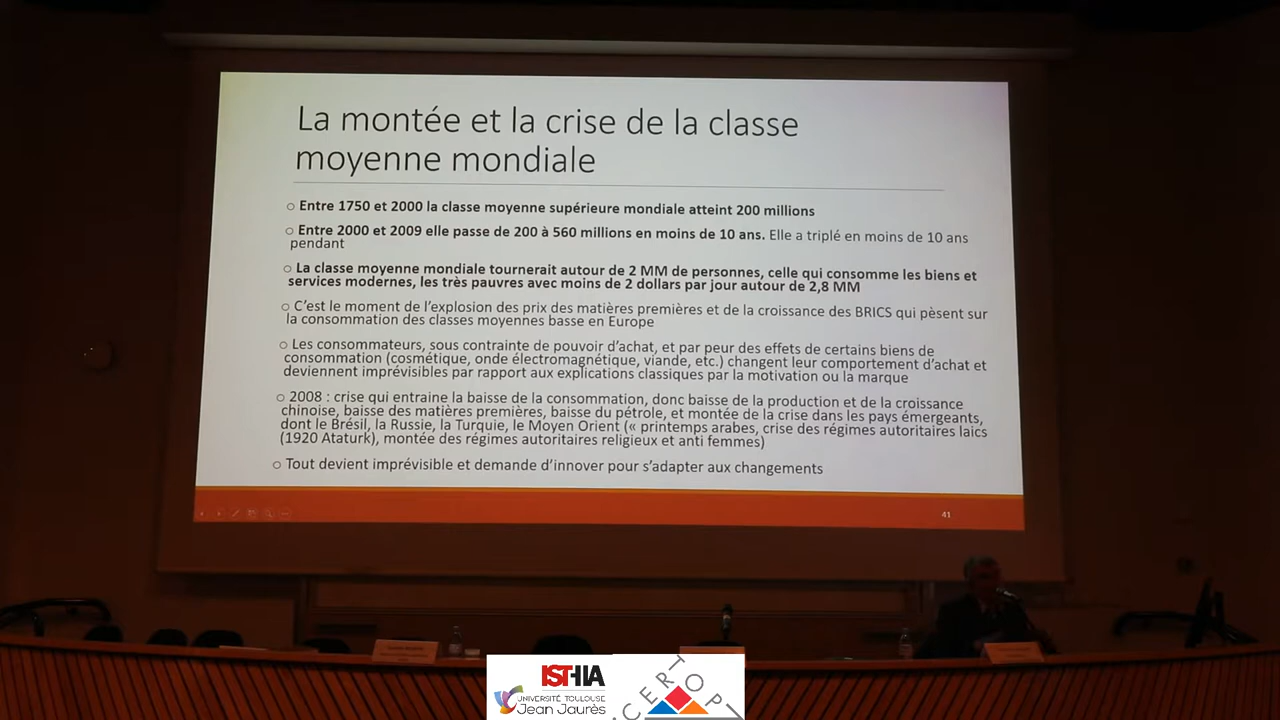 La montée et la crise de la classe
moyenne mondiale
○ Entre 1750 et 2000 la classe moyenne supérieure mondiale atteint 200 millions
○ Entre 2000 et 2009 elle passe de 200 à 560 millions en moins de 10 ans. Elle a triplé en moins de 10 ans
pendant
○ La classe moyenne mondiale tournerait autour de 2 MM de personnes, celle qui consomme les biens et
services modernes, les très pauvres avec moins de 2 dollars par jour autour de 2,8 MM
○ C'est le moment de l'explosion des prix des matières premières et de la croissance des BRICS qui pèsent sur
la consommation des classes moyennes basse en Europe
○ Les consommateurs, sous contrainte de pouvoir d'achat, et par peur des effets de certains biens de
consommation (cosmétique, onde électromagnétique, viande, etc.) changent leur comportement d'achat et
deviennent imprévisibles par rapport aux explications classiques par la motivation ou la marque
○ 2008 : crise qui entraine la baisse de la consommation, donc baisse de la production et de la croissance
chinoise, baisse des matières premières, baisse du pétrole, et montée de la crise dans les pays émergeants,
dont le Brésil, la Russie, la Turquie, le Moyen Orient (« printemps arabes, crise des régimes autoritaires laics
(1920 Ataturk), montée des régimes autoritaires religieux et anti femmes)
○ Tout devient imprévisible et demande d'innover pour s'adapter aux changements
41
ISTHIA
UNIVERSITÉ TOULOUSE
Jean Jaurès
CERTOP